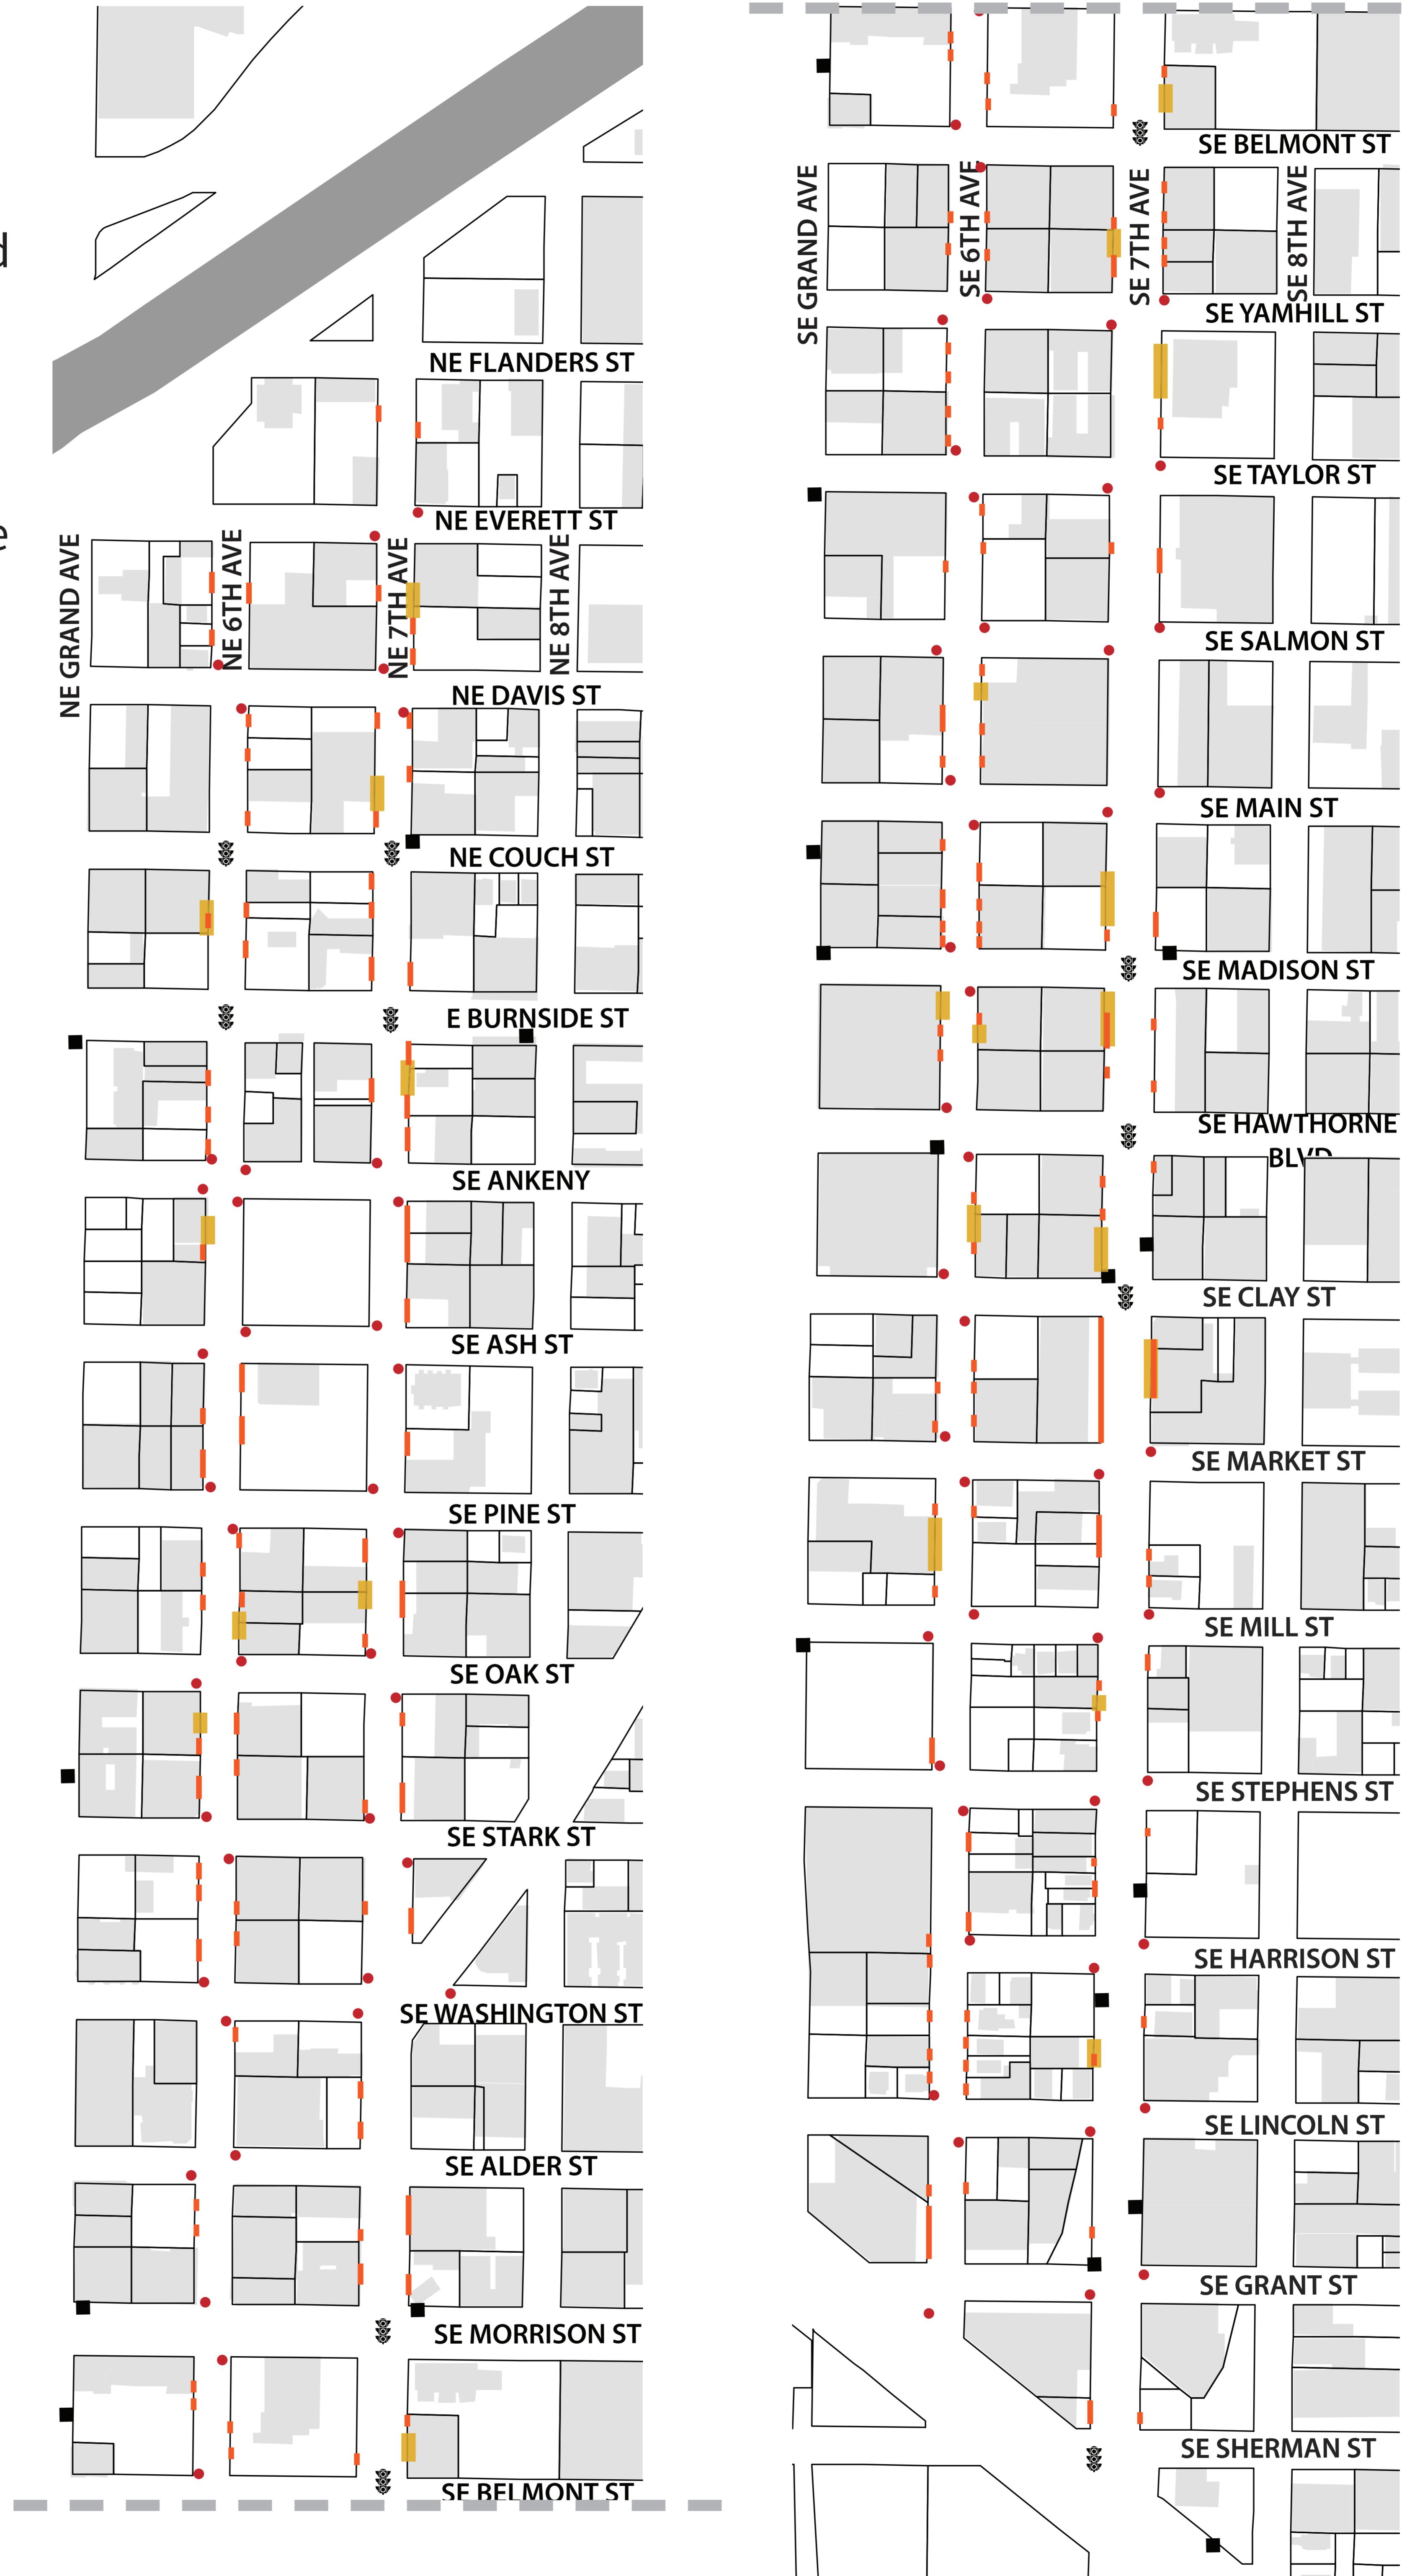 d
e
NE FLANDERS ST
NE EVERETT ST
NE GRAND AVE
NE 6TH AVE
NE 7TH AVE
NE 8TH AVE
NE DAVIS ST
NE COUCH ST
E BURNSIDE ST
SE ANKENY
SE ASH ST
SE PINE ST
SE OAK ST
SE STARK ST
SE WASHINGTON ST
SE ALDER ST
SE MORRISON ST
SE BELMONT ST
SE BELMONT ST
SE GRAND AVE
SE 6TH AVE
SE 7TH AVE
SE 8TH AVE
SE YAMHILL ST
SE TAYLOR ST
SE SALMON ST
SE MAIN ST
SE MADISON ST
SE HAWTHORNE
BLVD
SE CLAY ST
SE MARKET ST
SE MILL ST
SE STEPHENS ST
SE HARRISON ST
SE LINCOLN ST
SE GRANT ST
SE SHERMAN ST